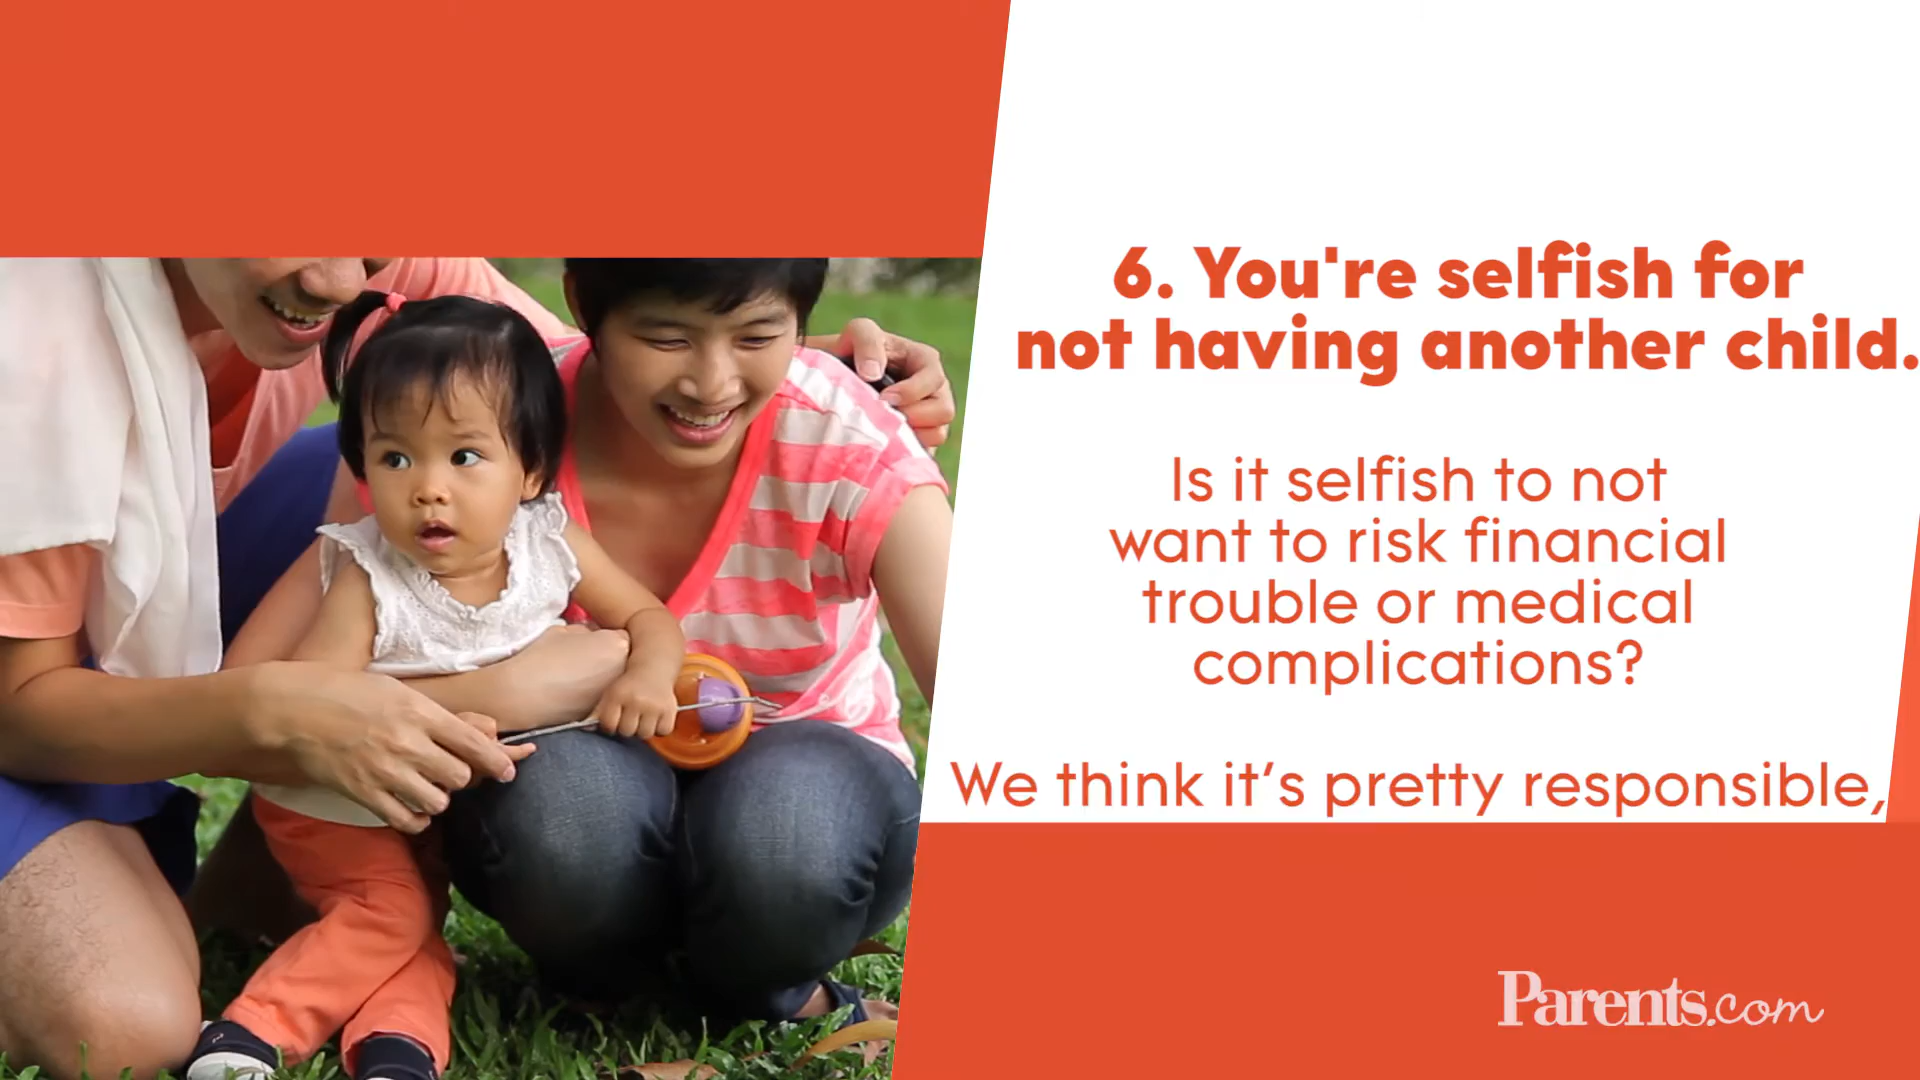 6. You're selfish for
not having another child.
Is it selfish to not
want to risk financial
trouble or medical
complications?
We think it’s pretty responsible,
Parents.com